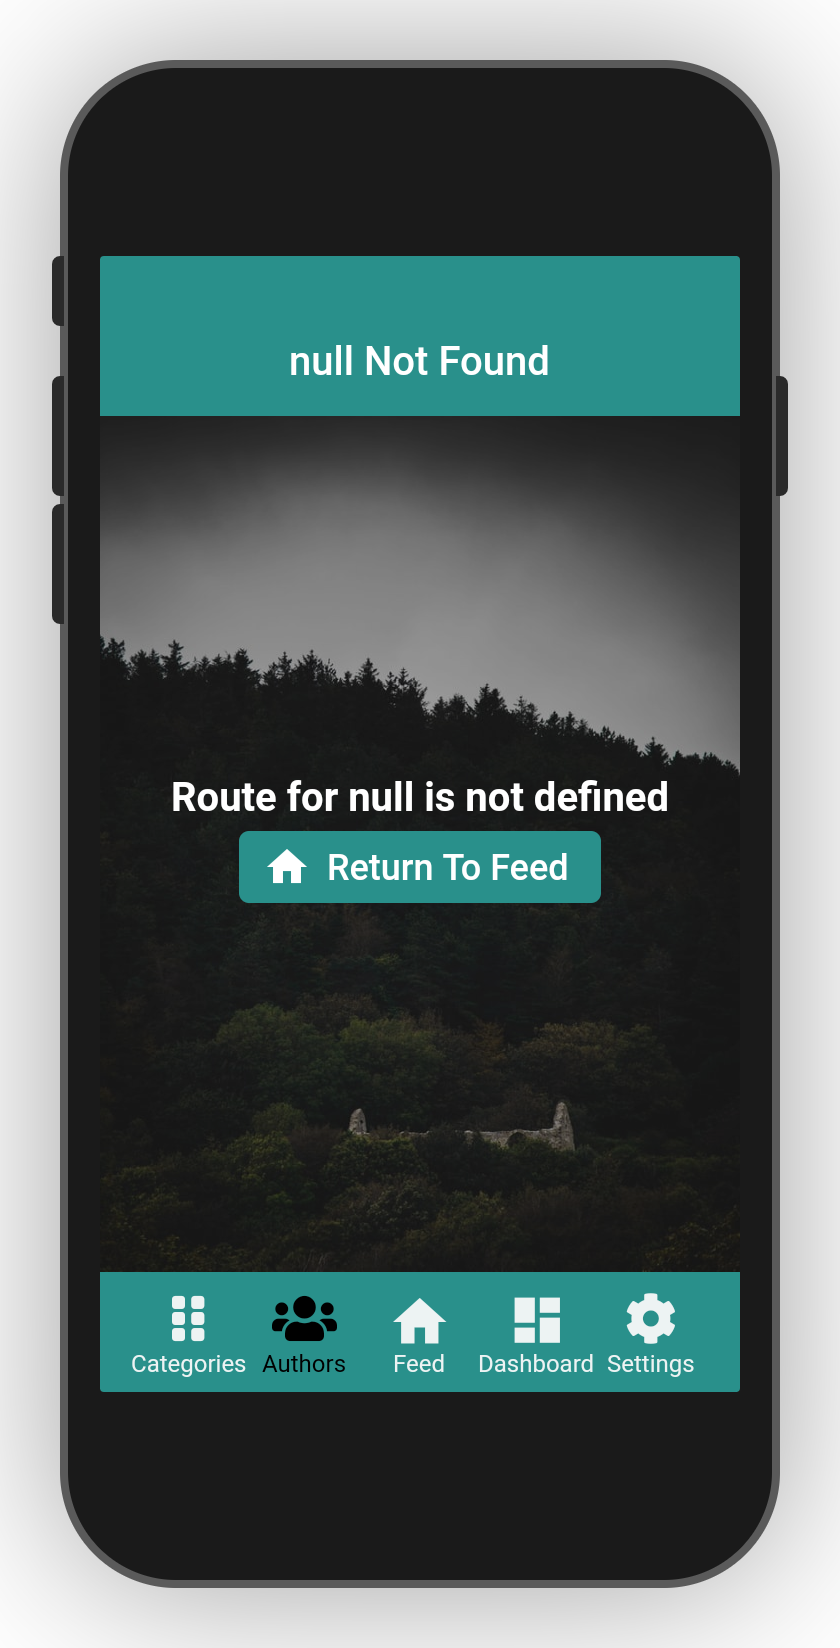 null Not Found
Route for null is not defined
Return To Feed
Categories Authors Feed Dashboard Settings